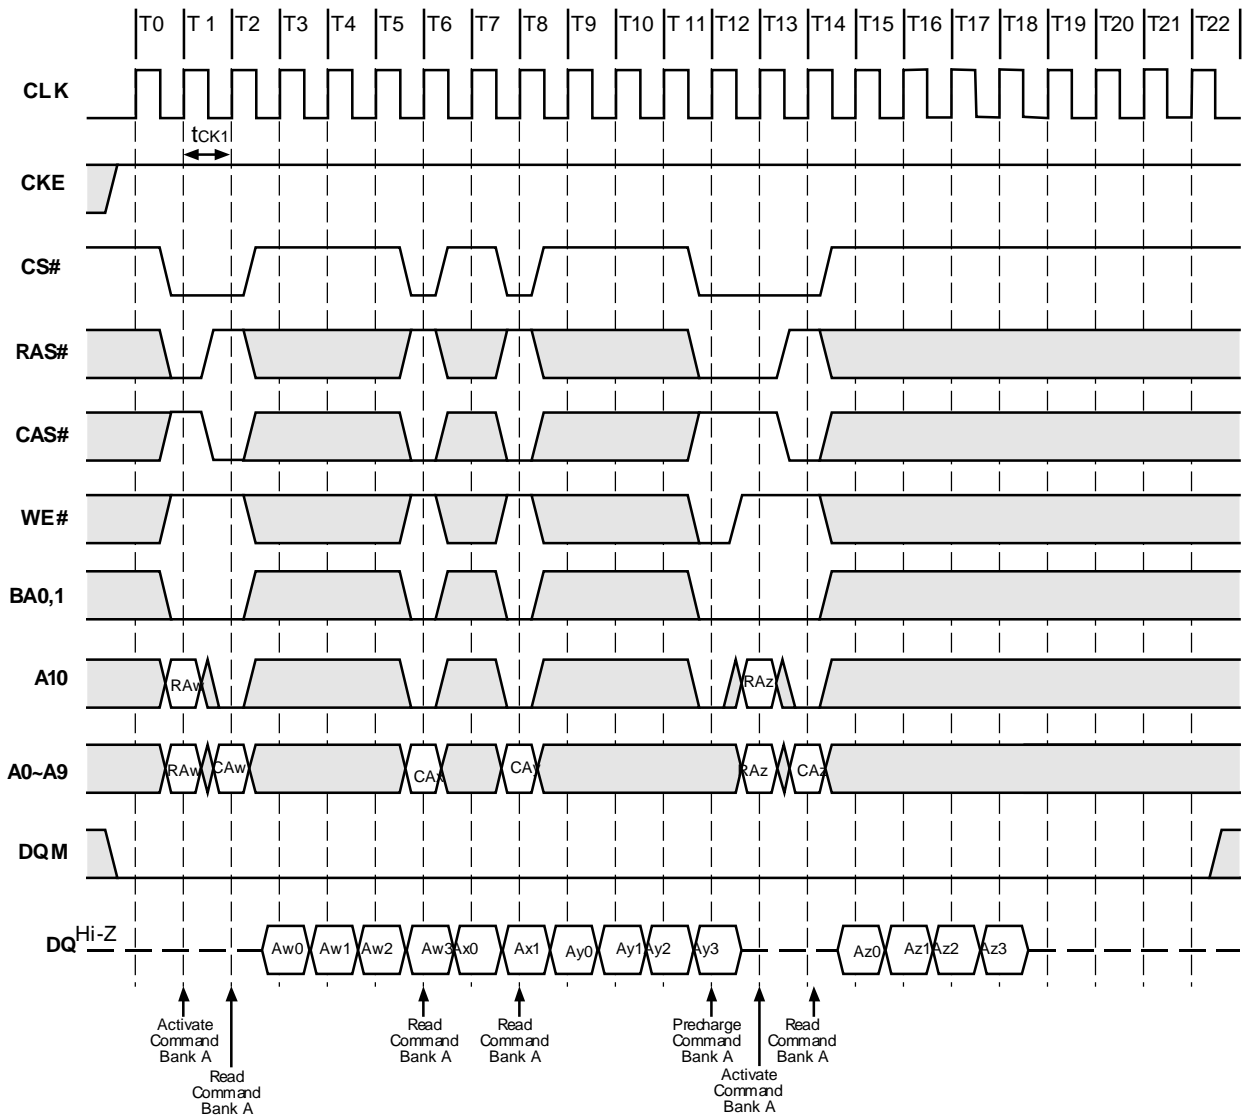 T0 T 1 T2 T3 T4 T5 T6 T7 T8 T9 T10 T 11 T12 T13 T14 T15 T16 T17 T18 T19 T20 T21 T22
CLK
tCK1
CKE
CS#
RAS#
CAS#
WE#
BA0,1
A10
RAw RAz
A0~A9
RAw CAw CAx CAy RAz CAz
DQM
DQ Hi-Z
Aw0 Aw1 Aw2 Aw3 Ax0 Ax1 Ay0 Ay1 Ay2 Ay3 Az0 Az1 Az2 Az3
Activate
Command
Bank A
Read
Command
Bank A
Read
Command
Bank A
Read
Command
Bank A
Precharge
Command
Bank A
Activate
Command
Bank A
Read
Command
Bank A